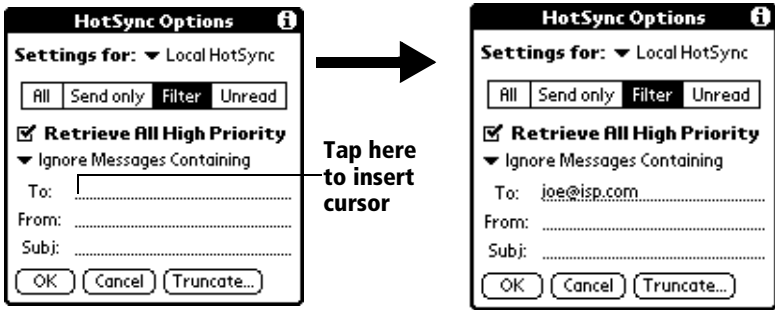 HotSync Options i
Settings for: Local HotSync
All Send only Filter Unread
Retrieve All High Priority
Ignore Messages Containing
To:
From:
Subj:
OK Cancel Truncate...
Tap here
to insert
cursor
HotSync Options i
Settings for: Local HotSync
All Send only Filter Unread
Retrieve All High Priority
Ignore Messages Containing
To: joe@isp.com
From:
Subj:
OK Cancel Truncate...